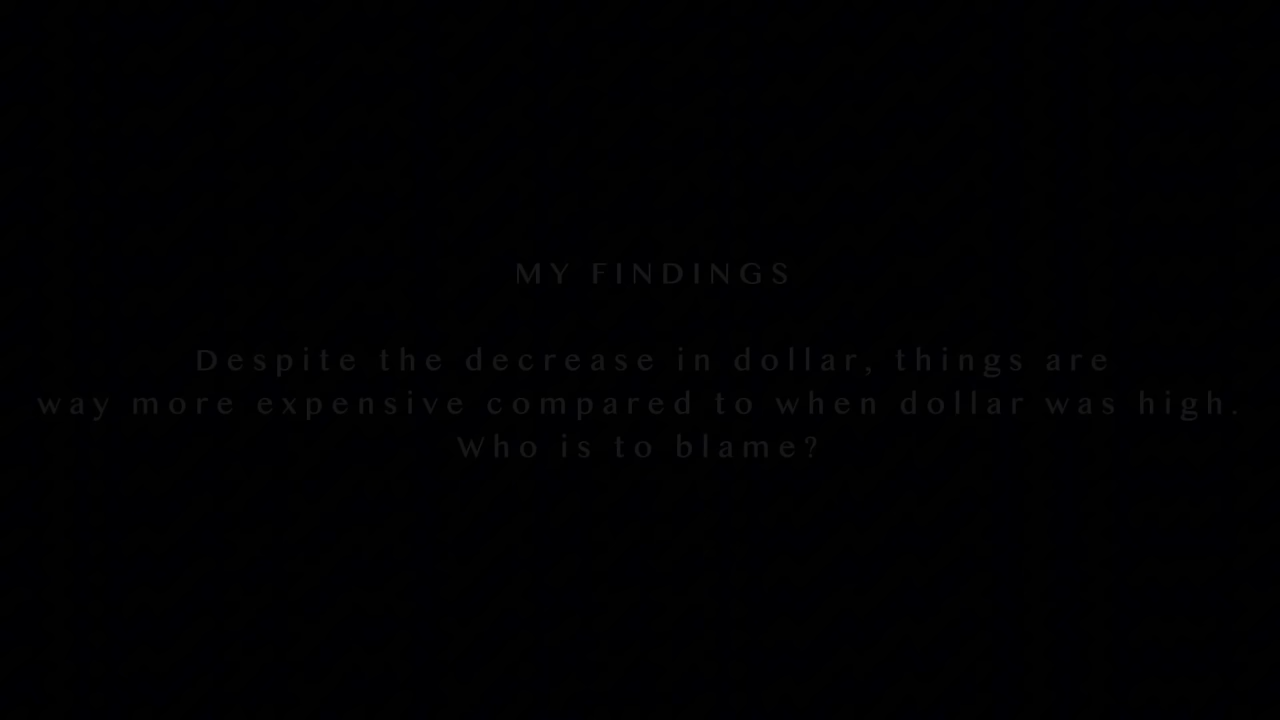 MY FINDINGS
Despite the decrease in dollar, things are
way more expensive compared to when dollar was high.
Who is to blame?